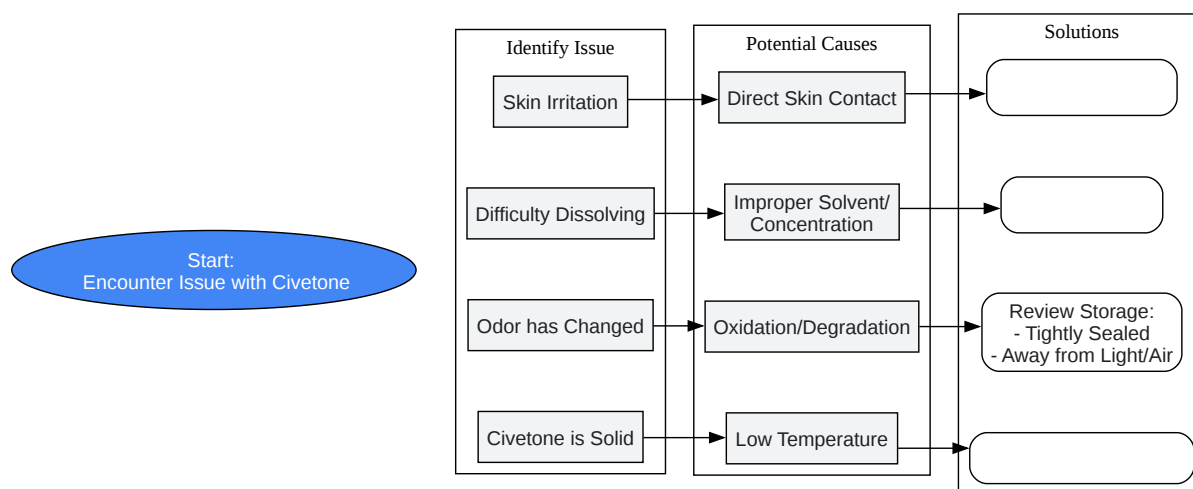 Start:
Encounter Issue with Civetone
Identify Issue
Skin Irritation
Difficulty Dissolving
Odor has Changed
Civetone is Solid
Potential Causes
Direct Skin Contact
Improper Solvent/
Concentration
Oxidation/Degradation
Low Temperature
Solutions
Review Storage:
- Tightly Sealed
- Away from Light/Air